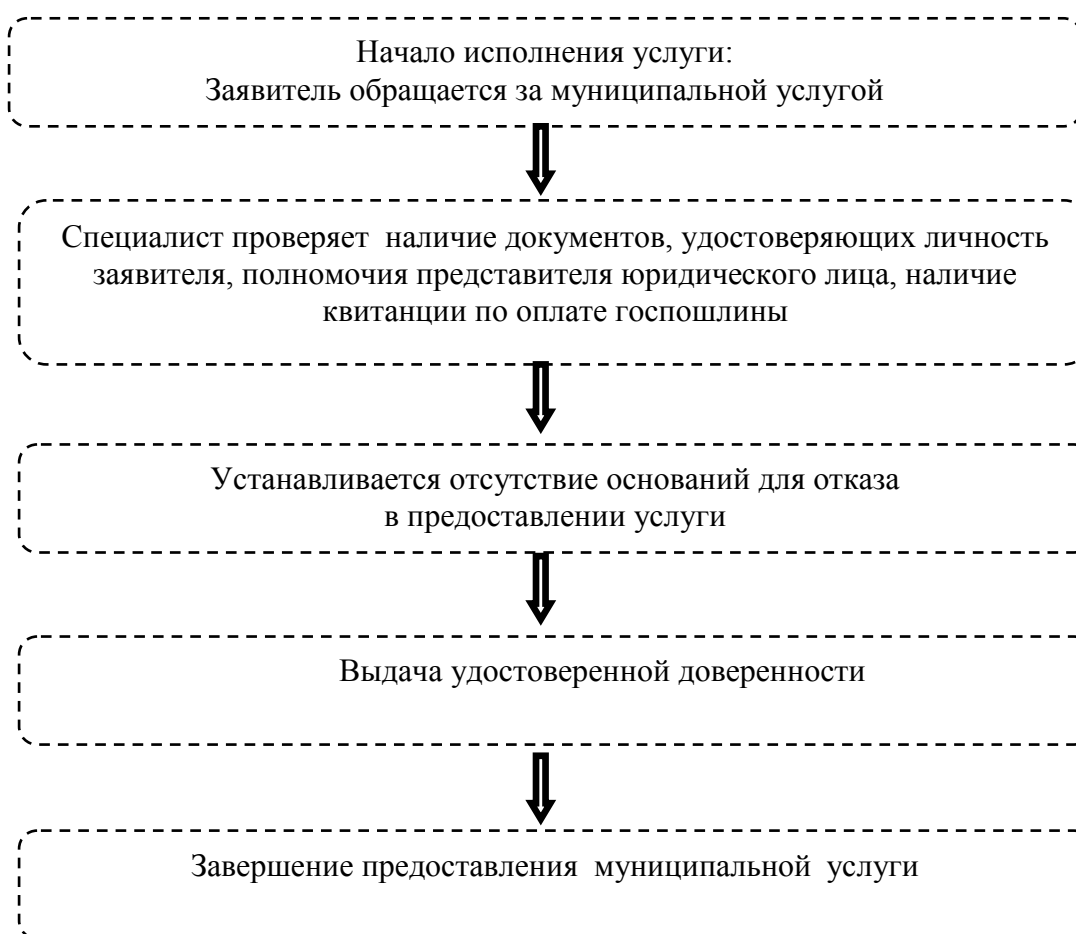 Начало исполнения услуги:
Заявитель обращается за муниципальной услугой
Специалист проверяет наличие документов, удостоверяющих личность
заявителя, полномочия представителя юридического лица, наличие
квитанции по оплате госпошлины
Устанавливается отсутствие оснований для отказа
в предоставлении услуги
Выдача удостоверенной доверенности
Завершение предоставления муниципальной услуги